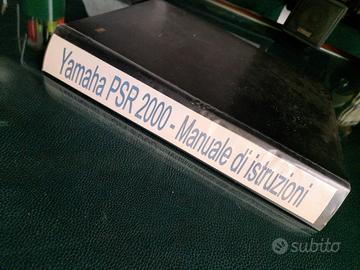 Yamaha PSR 2000 - Manuale di istruzioni
subito